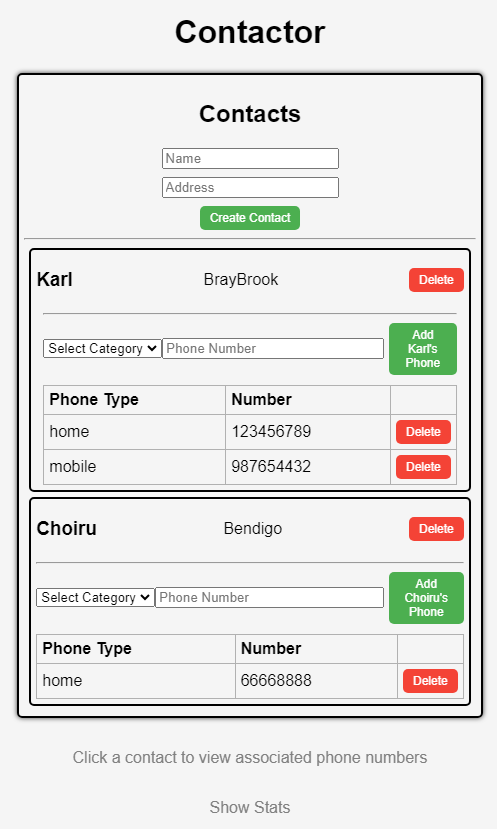 Contactor
Contacts
Name
Address
Create Contact
Karl BrayBrook Delete
Select Category Phone Number Add
Karl's
Phone
Phone Type Number
home 123456789 Delete
mobile 987654432 Delete
Choiru Bendigo Delete
Select Category Phone Number Add
Choiru's
Phone
Phone Type Number
home 66668888 Delete
Click a contact to view associated phone numbers
Show Stats